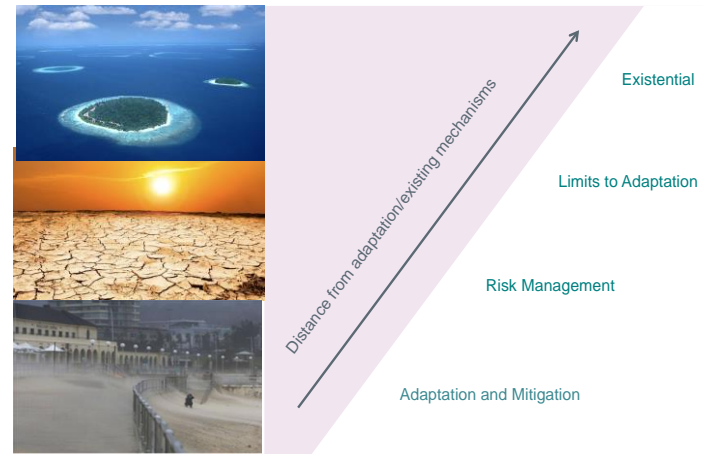 Existential
Limits to Adaptation
Distance from adaptation/existing mechanisms
Risk Management
Adaptation and Mitigation